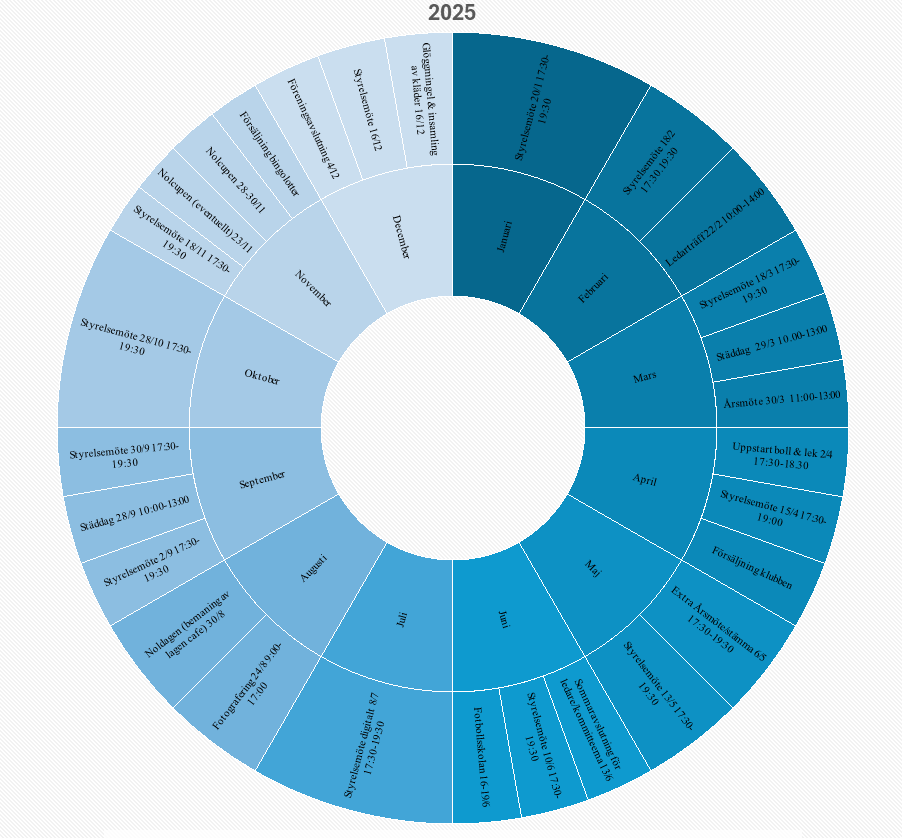 2025
Januari
Styrelsemöte 20/1 17:30-
19:30
Februari
Styrelsemöte 18/2
17:30.19:30
Ledarträff 22/2 10:00-14:00
Mars
Styrelsemöte 18/3 17:30-
19:30
Städdag 29/3 10.00-13:00
Årsmöte 30/3 11:00-13:00
April
Uppstart boll & lek 2/4
17:30-18.30
Styrelsemöte 15/4 17:30-
19:00
Försäljning klubben
Maj
Extra Årsmöte/stämma 6/5
17:30-19:30
Styrelsemöte 13/5 17:30-
19:30
Juni
Sommaravslutning för
ledare/kommitteerna 13/6
Styrelsemöte 10/6 17:30-
19:30
Fotbollsskolan 16-19/6
Juli
Styrelsemöte digitalt 8/7
17:30-19:30
Augusti
Fotografering 24/8 9:00-
17:00
Noldagen (bemaning av
lagen cafe) 30/8
September
Styrelsemöte 2/9 17:30-
19:30
Städdag 28/9 10:00-13:00
Styrelsemöte 30/9 17:30-
19:30
Oktober
Styrelsemöte 28/10 17:30-
19:30
November
Styrelsemöte 18/11 17:30-
19:30
Nolcupen (eventuellt) 23/11
Nolcupen 28-30/11
Försäljning bingolotter
December
Föreningsavslutning 4/12
Styrelsemöte 16/12
Glöggmingel & insamling
av kläder 16/12